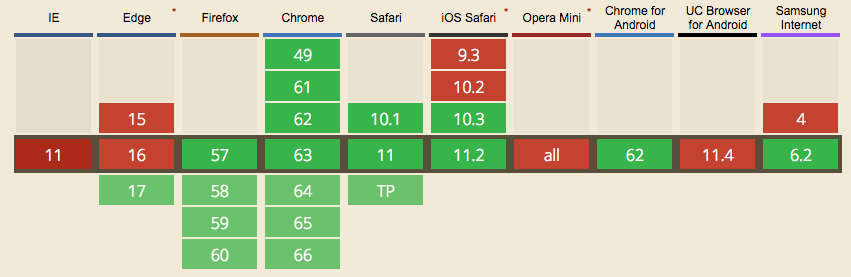 IE Edge * Firefox Chrome Safari iOS Safari * Opera Mini * Chrome for Android UC Browser for Android Samsung Internet
49 9.3
61 10.2
15 62 10.1 10.3 4
11 16 57 63 11 11.2 all 62 11.4 6.2
17 58 64 TP
59 65
60 66